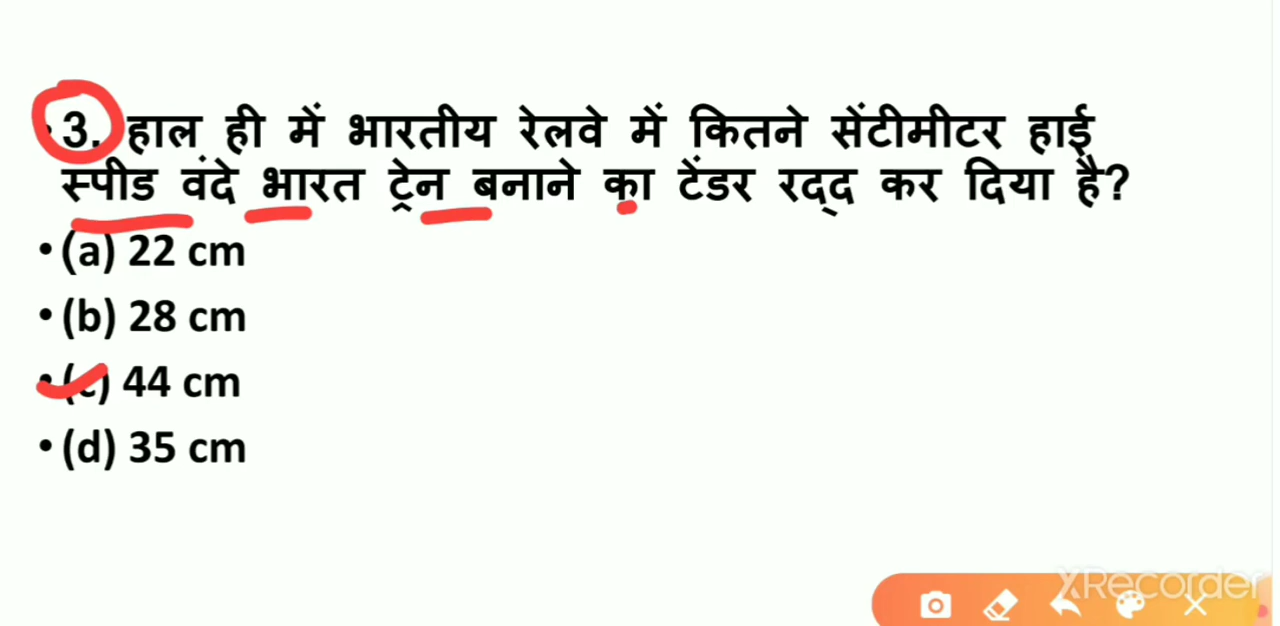 •3. हाल ही में भारतीय रेलवे में कितने सेंटीमीटर हाई
स्पीड वंदे भारत ट्रेन बनाने का टेंडर रद्द कर दिया है?
•(a) 22 cm
•(b) 28 cm
•(c) 44 cm
•(d) 35 cm
XRecorder